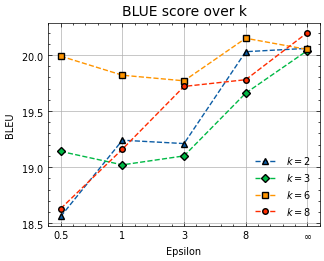 BLUE score over k
20.0
19.5
19.0
18.5
BLEU
k = 2
k = 3
k = 6
k = 8
0.5 1 3 8 ∞
Epsilon